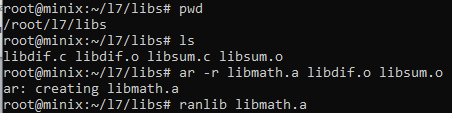 root@minix:~/l7/libs# pwd
/root/l7/libs
root@minix:~/l7/libs# ls
libdif.c libdif.o libsum.c libsum.o
root@minix:~/l7/libs# ar -r libmath.a libdif.o libsum.o
ar: creating libmath.a
root@minix:~/l7/libs# ranlib libmath.a